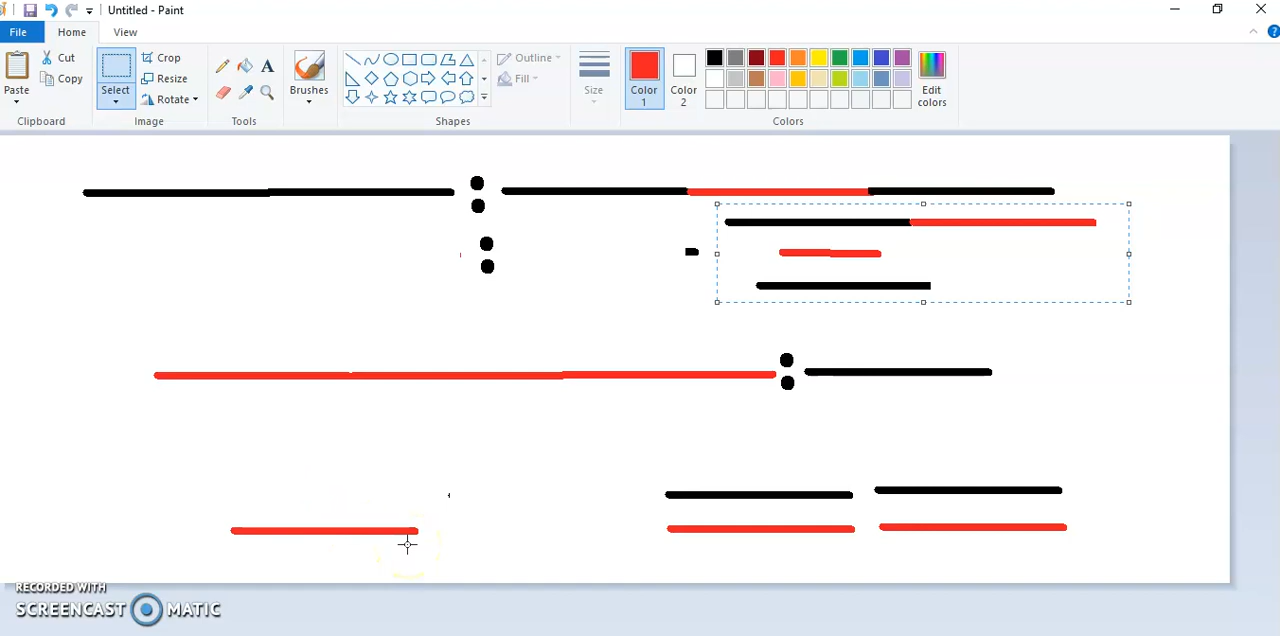 Untitled - Paint
File Home View
Paste
Cut
Copy
Clipboard
Select
Crop
Resize
Rotate
Image
A
Tools
Brushes
Outline
Fill
Shapes
Size
Color 1
Color 2
Edit colors
Colors
RECORDED WITH
SCREENCAST MATIC